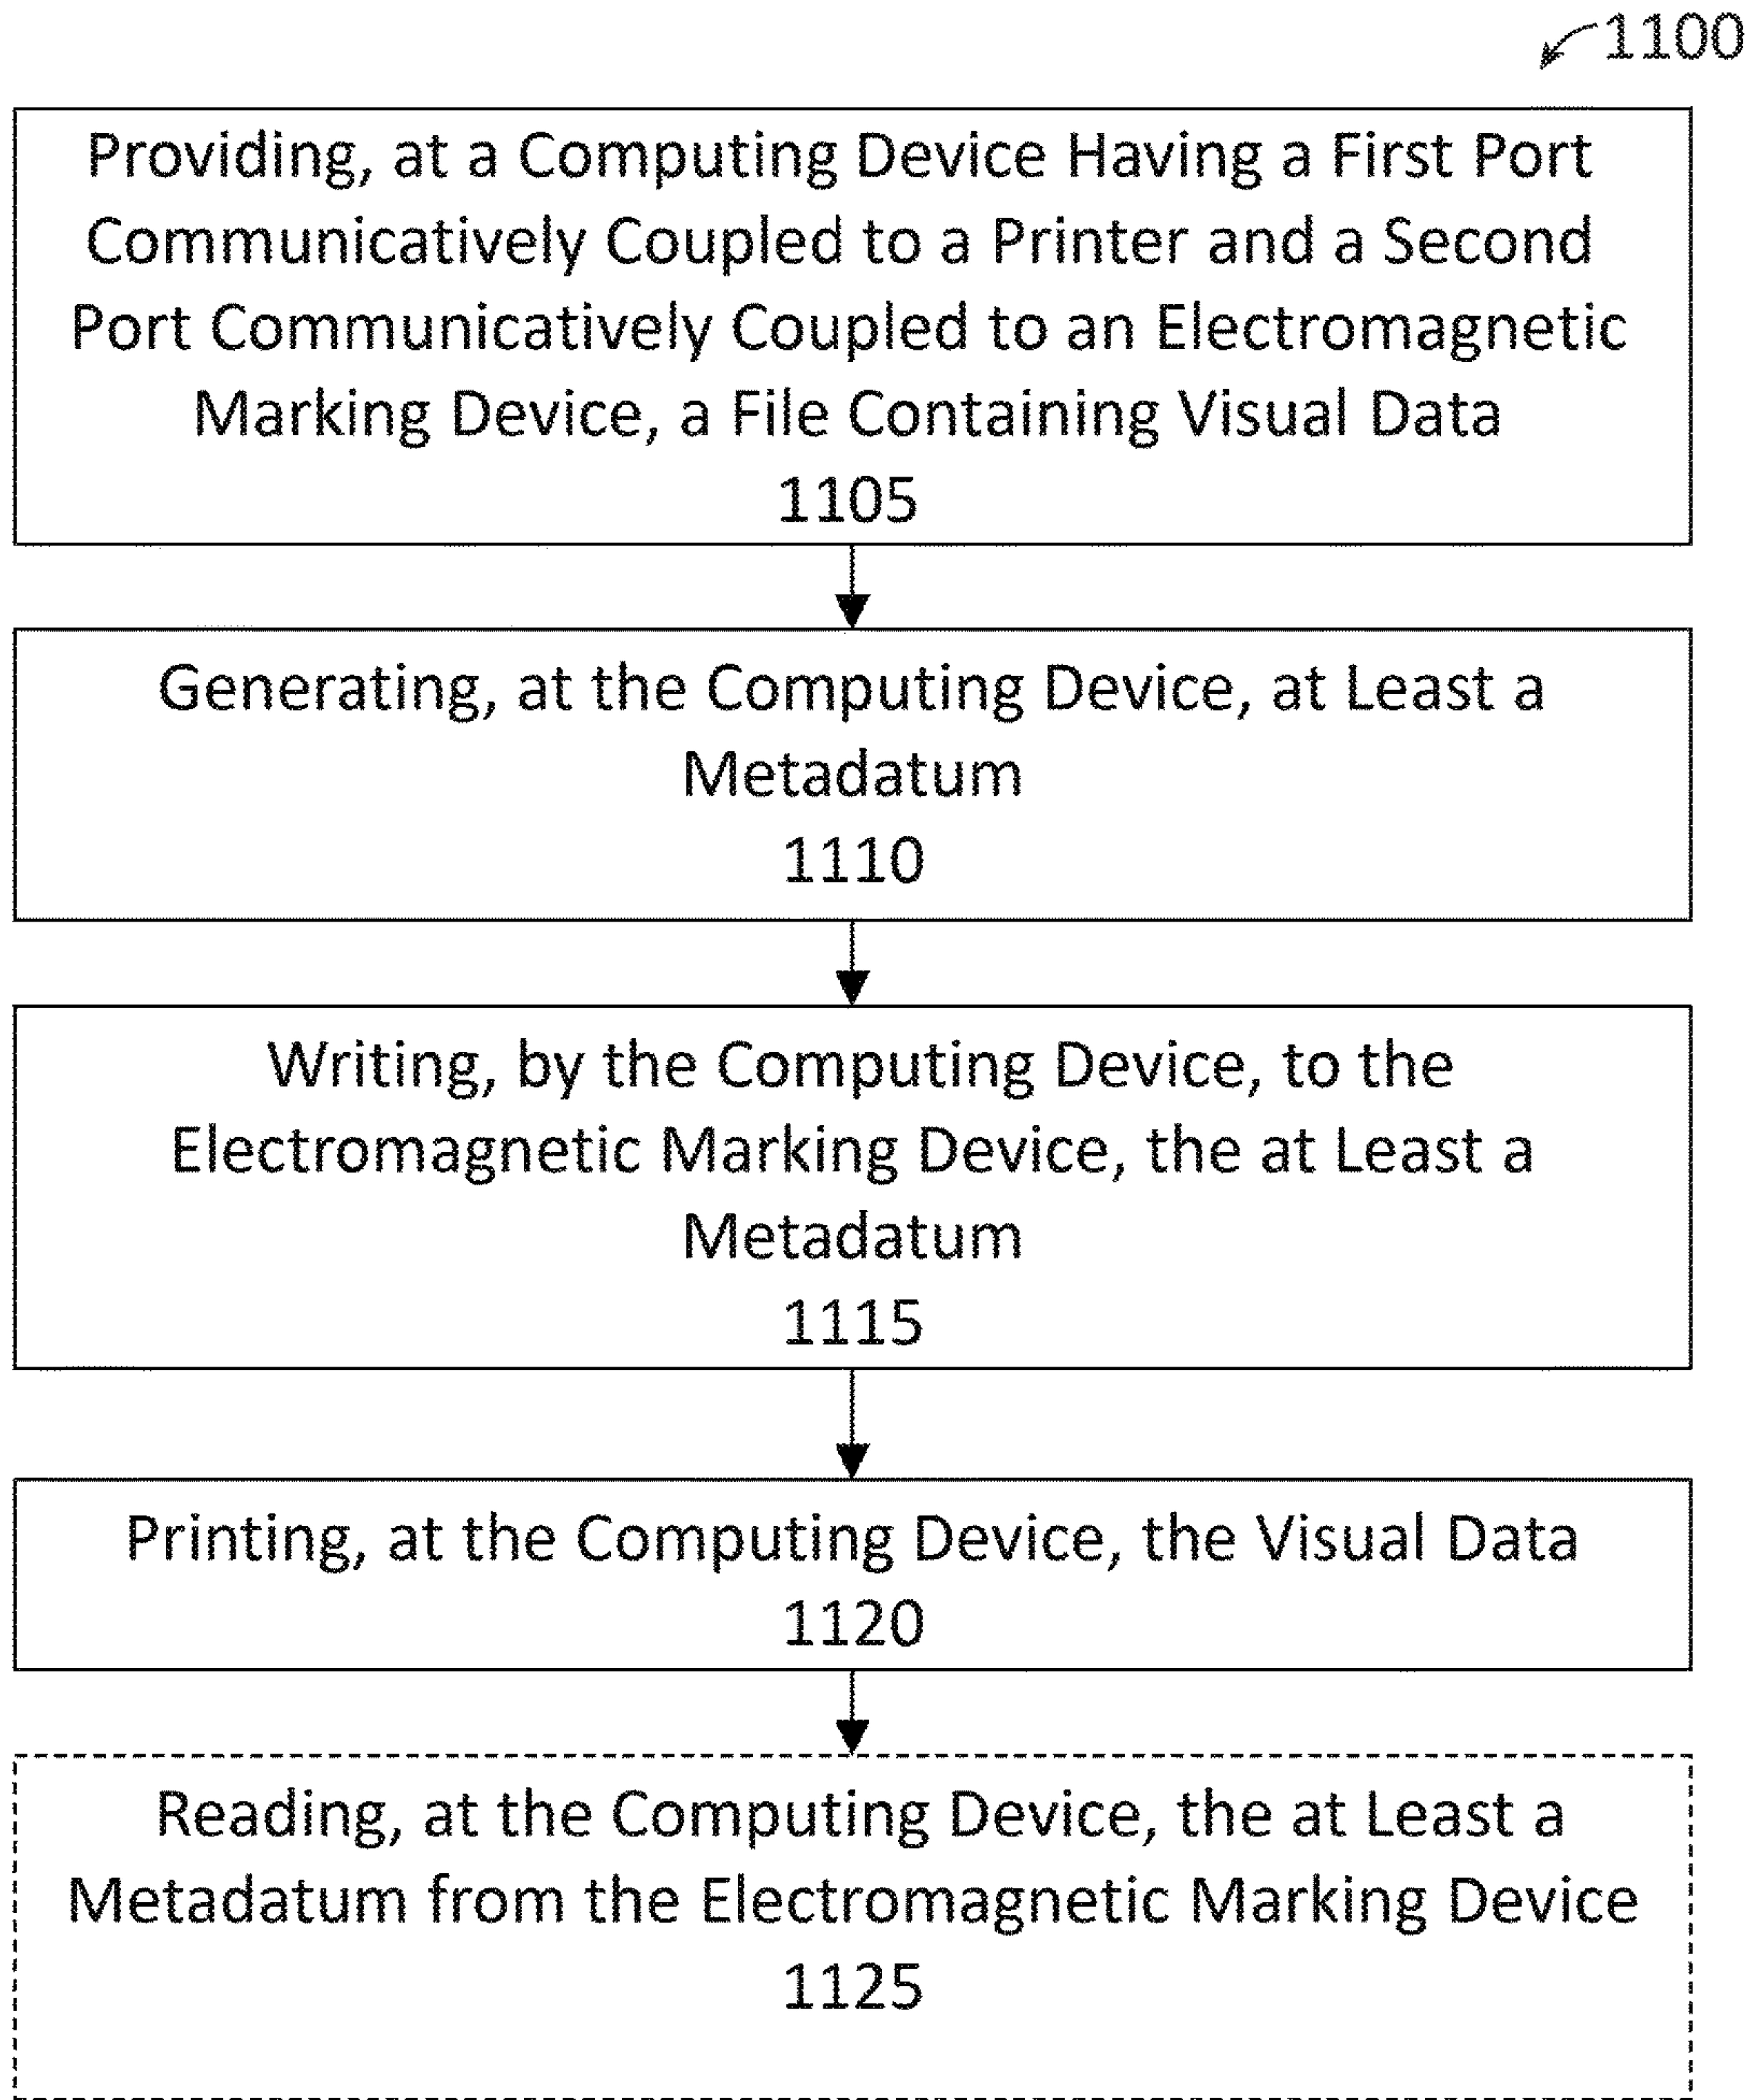 1100
Providing, at a Computing Device Having a First Port
Communicatively Coupled to a Printer and a Second
Port Communicatively Coupled to an Electromagnetic
Marking Device, a File Containing Visual Data
1105
Generating, at the Computing Device, at Least a
Metadatum
1110
Writing, by the Computing Device, to the
Electromagnetic Marking Device, the at Least a
Metadatum
1115
Printing, at the Computing Device, the Visual Data
1120
Reading, at the Computing Device, the at Least a
Metadatum from the Electromagnetic Marking Device
1125